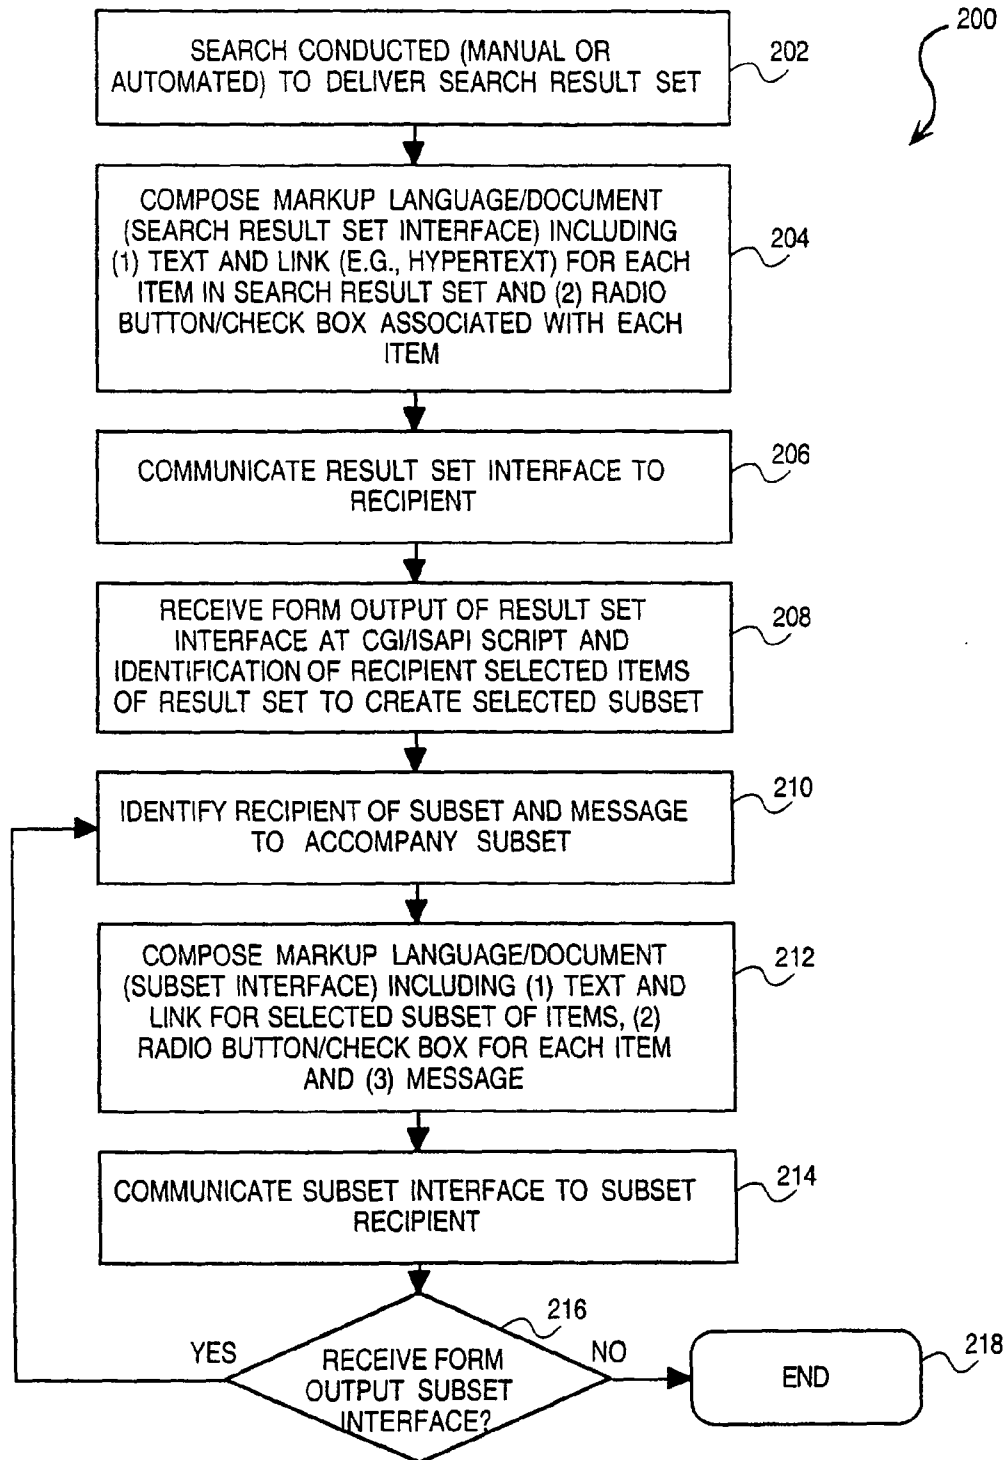 200
SEARCH CONDUCTED (MANUAL OR
AUTOMATED) TO DELIVER SEARCH RESULT SET
202
COMPOSE MARKUP LANGUAGE/DOCUMENT
(SEARCH RESULT SET INTERFACE) INCLUDING
(1) TEXT AND LINK (E.G., HYPERTEXT) FOR EACH
ITEM IN SEARCH RESULT SET AND (2) RADIO
BUTTON/CHECK BOX ASSOCIATED WITH EACH
ITEM
204
COMMUNICATE RESULT SET INTERFACE TO
RECIPIENT
206
RECEIVE FORM OUTPUT OF RESULT SET
INTERFACE AT CGI/ISAPI SCRIPT AND
IDENTIFICATION OF RECIPIENT SELECTED ITEMS
OF RESULT SET TO CREATE SELECTED SUBSET
208
IDENTIFY RECIPIENT OF SUBSET AND MESSAGE
TO ACCOMPANY SUBSET
210
COMPOSE MARKUP LANGUAGE/DOCUMENT
(SUBSET INTERFACE) INCLUDING (1) TEXT AND
LINK FOR SELECTED SUBSET OF ITEMS, (2)
RADIO BUTTON/CHECK BOX FOR EACH ITEM
AND (3) MESSAGE
212
COMMUNICATE SUBSET INTERFACE TO SUBSET
RECIPIENT
214
216
YES
RECEIVE FORM
OUTPUT SUBSET
INTERFACE?
NO
END
218